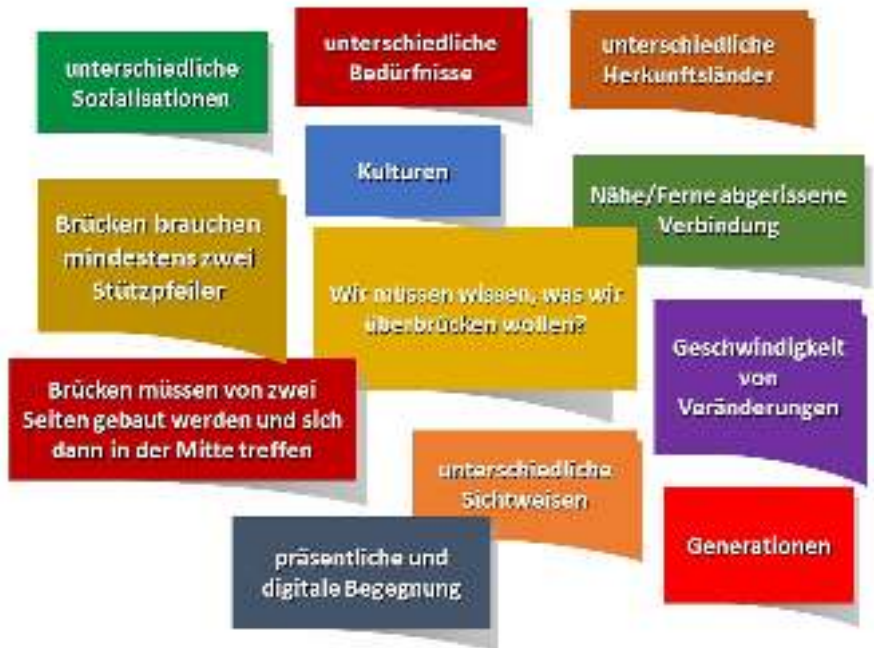 unterschiedliche
Sozialisationen
unterschiedliche
Bedürfnisse
unterschiedliche
Herkunftsländer
Kulturen
Nähe/Ferne abgerissene
Verbindung
Brücken brauchen
mindestens zwei
Stützpfeiler
Wir müssen wissen, was wir
überbrücken wollen?
Geschwindigkeit
von
Veränderungen
Brücken müssen von zwei
Seiten gebaut werden und sich
dann in der Mitte treffen
unterschiedliche
Sichtweisen
Generationen
präsentliche und
digitale Begegnung